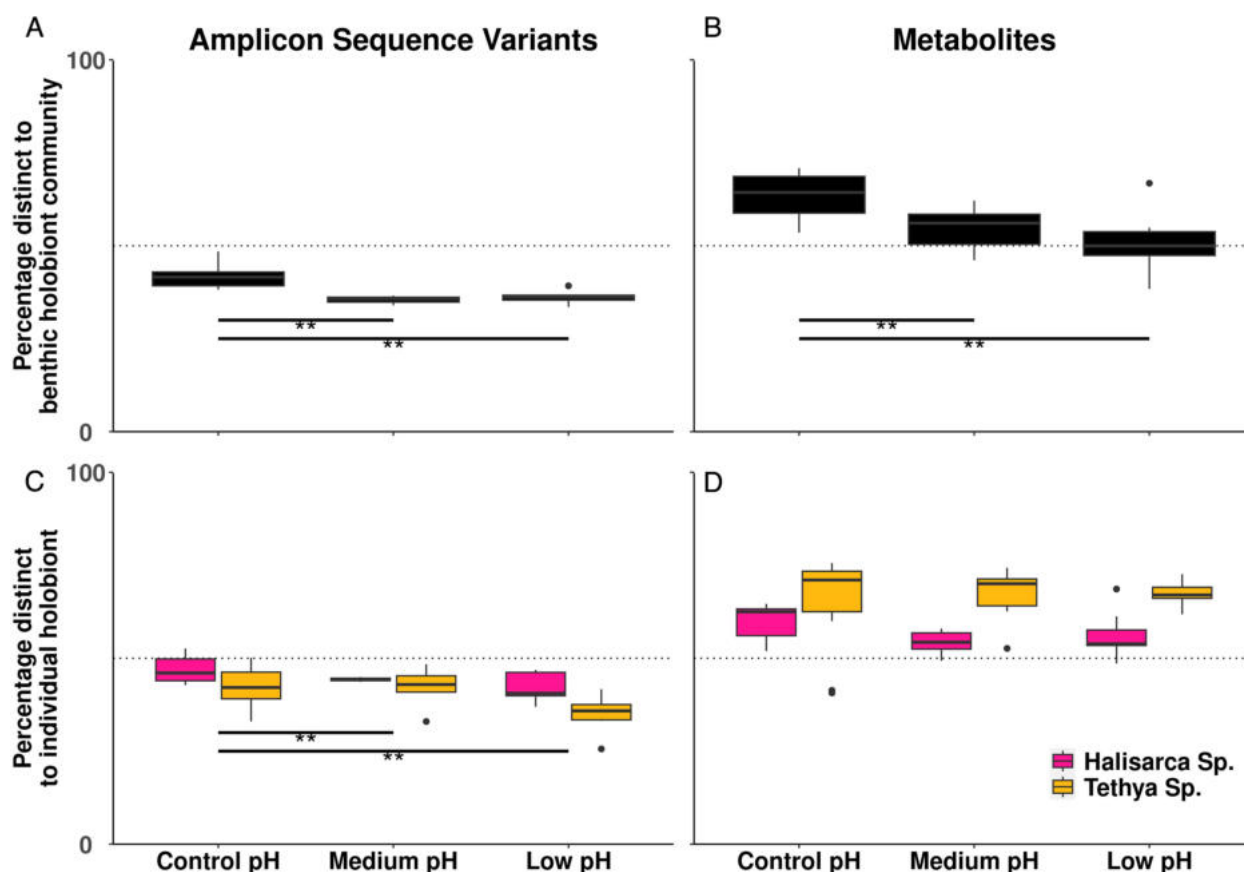 A
Amplicon Sequence Variants
B
Metabolites
Percentage distinct to
benthic holobiont community
100
0
**
**
**
**
C
D
Percentage distinct
to individual holobiont
100
0
**
**
Halisarca Sp.
Tethya Sp.
Control pH Medium pH Low pH
Control pH Medium pH Low pH